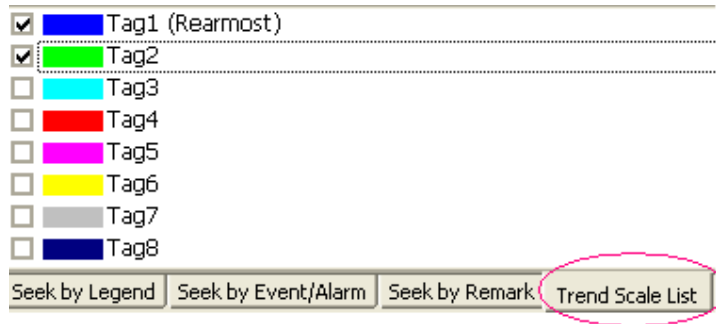 Tag1 (Rearmost)
Tag2
Tag3
Tag4
Tag5
Tag6
Tag7
Tag8
Seek by Legend Seek by Event/Alarm Seek by Remark Trend Scale List